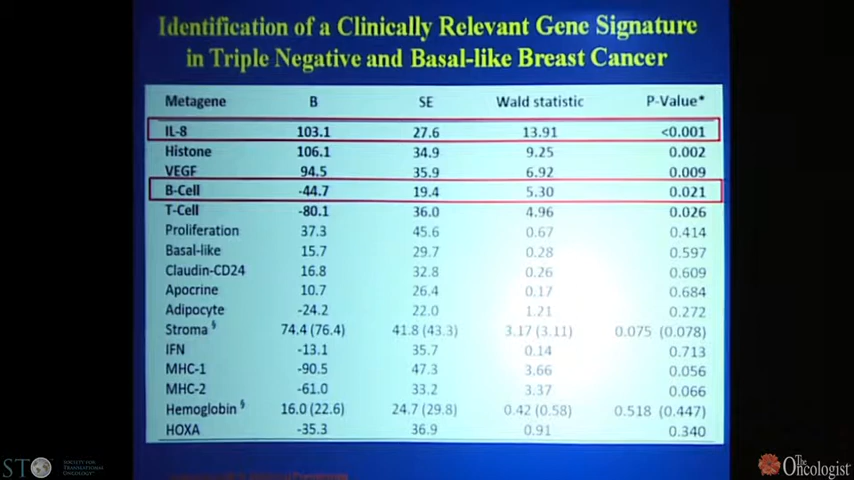 Identification of a Clinically Relevant Gene Signature
in Triple Negative and Basal-like Breast Cancer
Metagene B SE Wald statistic P-Value*
IL-8 103.1 27.6 13.91 <0.001
Histone 106.1 34.9 9.25 0.002
VEGF 94.5 35.9 6.92 0.009
B-Cell -44.7 19.4 5.30 0.021
T-Cell -80.1 36.0 4.96 0.026
Proliferation 37.3 45.6 0.67 0.414
Basal-like 15.7 29.7 0.28 0.597
Claudin-CD24 16.8 32.8 0.26 0.609
Apocrine 10.7 26.4 0.17 0.684
Adipocyte -24.2 22.0 1.21 0.272
Stroma § 74.4 (76.4) 41.8 (43.3) 3.17 (3.11) 0.075 (0.078)
IFN -13.1 35.7 0.14 0.713
MHC-1 -90.5 47.3 3.66 0.056
MHC-2 -61.0 33.2 3.37 0.066
Hemoglobin § 16.0 (22.6) 24.7 (29.8) 0.42 (0.58) 0.518 (0.447)
HOXA -35.3 36.9 0.91 0.340
STO
SOCIETY FOR
TRANSLATIONAL
ONCOLOGY
The
Oncologist